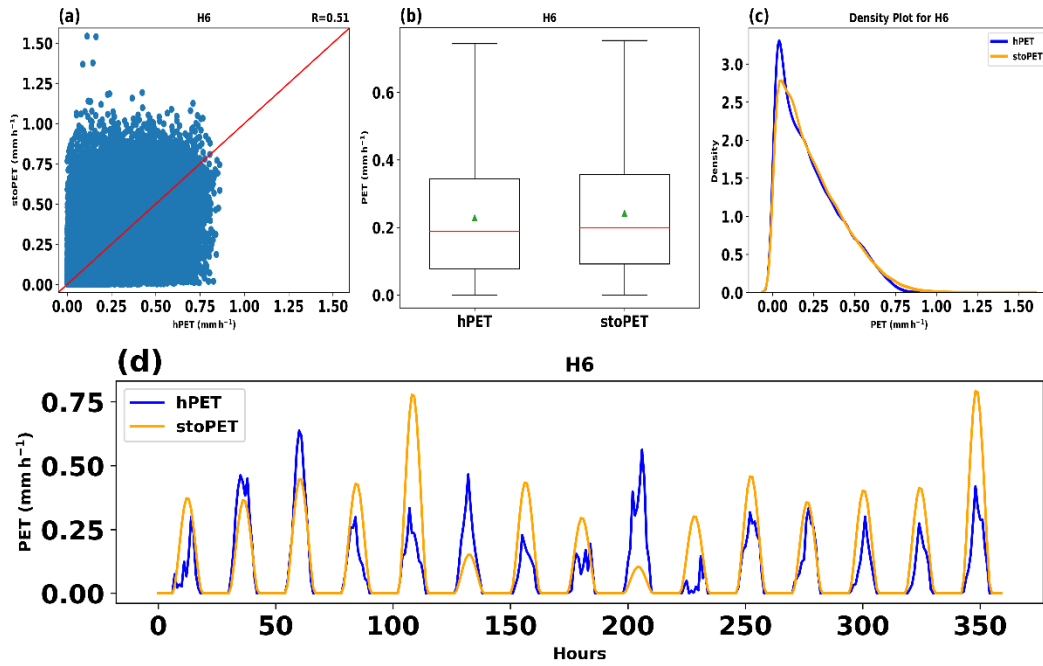 (a) H6 R=0.51
1.50
1.25
1.00
0.75
0.50
0.25
0.00
stoPET (mm h⁻¹)
0.00 0.25 0.50 0.75 1.00 1.25 1.50
hPET (mm h⁻¹)
(b) H6
0.6
0.4
0.2
0.0
PET (mm h⁻¹)
hPET stoPET
(c) Density Plot for H6
hPET
stoPET
3.0
2.5
2.0
1.5
1.0
0.5
0.0
Density
0.00 0.25 0.50 0.75 1.00 1.25 1.50
PET (mm h⁻¹)
(d) H6
hPET
stoPET
0.75
0.50
0.25
0.00
PET (mm h⁻¹)
0 50 100 150 200 250 300 350
Hours